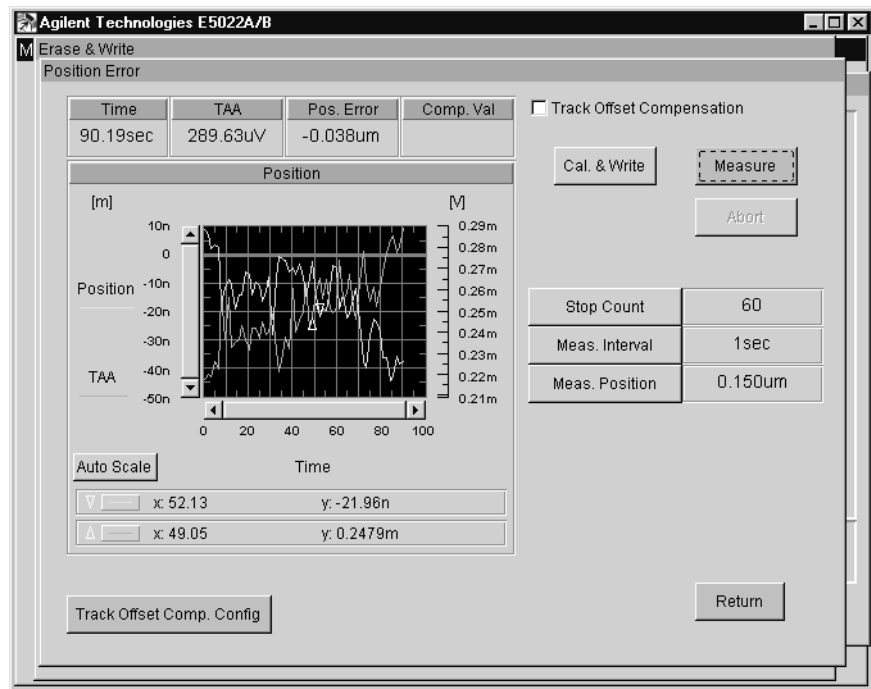 Agilent Technologies E5022A/B
M Erase & Write
Position Error
Time TAA Pos. Error Comp. Val
90.19sec 289.63uV -0.038um
Track Offset Compensation
Cal. & Write Measure
Abort
Position
[m] [V]
10n 0.29m
0 0.28m
-10n 0.27m
Position 0.26m
-20n 0.25m
-30n 0.24m
0.23m
TAA -40n 0.22m
-50n 0.21m
0 20 40 60 80 100
Auto Scale Time
x: 52.13 y: -21.96n
x: 49.05 y: 0.2479m
Stop Count 60
Meas. Interval 1sec
Meas. Position 0.150um
Track Offset Comp. Config
Return